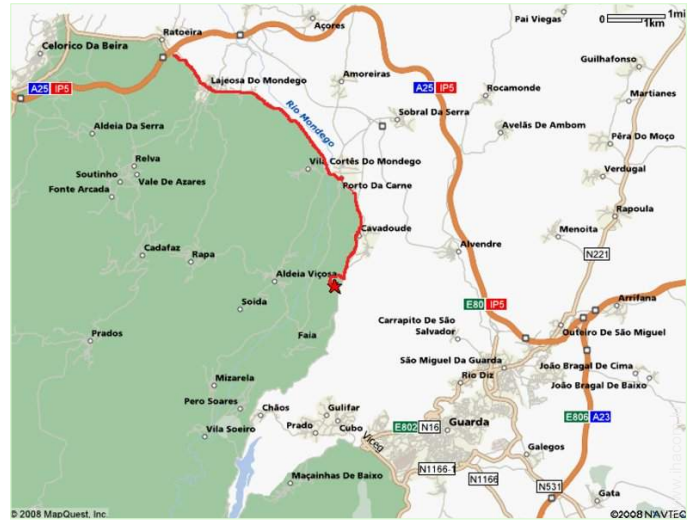 Pai Viegas
0 1mi
1km
Açores
Ratoeira
Celorico Da Beira
Guilhafonso
Lajeosa Do Mondego
Amoreiras
A25 IP5
A25 IP5
Rocamonde
Martianes
Rio Mondego
Sobral Da Serra
Aldeia Da Serra
Avelãs De Ambom
Pêra Do Moço
Relva
Vila Cortês Do Mondego
Soutinho
Vale De Azares
Verdugal
Fonte Arcada
Porto Da Carne
Rapoula
Cavadoude
Menoita
Cadafaz
Alvendre
Rapa
N221
Aldeia Viçosa
Soida
E80 IP5
Arrifana
Carrapito De São
Salvador
Outeiro De São Miguel
Prados
Faia
São Miguel Da Guarda
João Bragal De Cima
Rio Diz
Mizarela
João Bragal De Baixo
Pero Soares
Chãos
Gulifar
E806 A23
Prado
Cubo
E802 N16
Guarda
Vila Soeiro
Viceg
Galegos
N1166-1
N1166
Maçainhas De Baixo
N531
Gata
© 2008 MapQuest, Inc
©2008 NAVTEQ